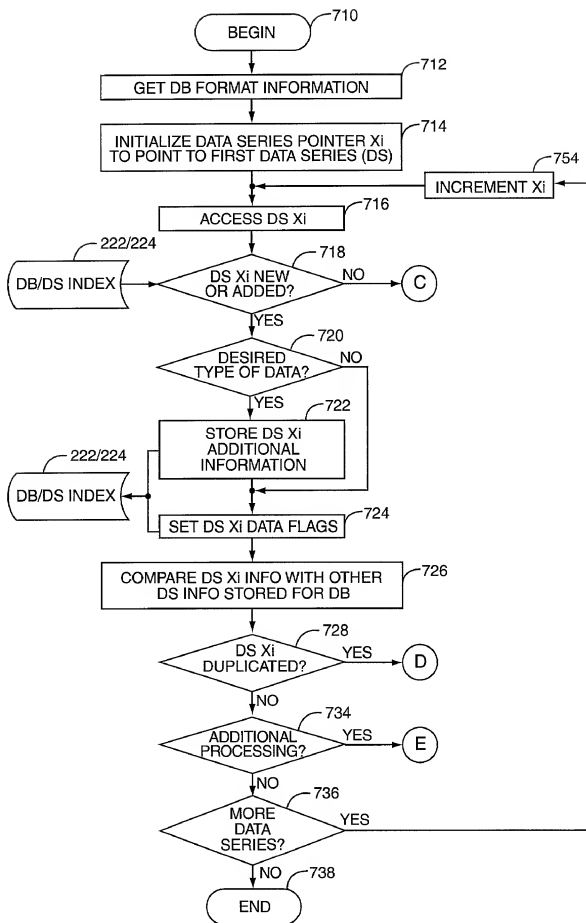 BEGIN
710
GET DB FORMAT INFORMATION
712
INITIALIZE DATA SERIES POINTER Xi
TO POINT TO FIRST DATA SERIES (DS)
714
INCREMENT Xi
754
ACCESS DS Xi
716
222/224
DB/DS INDEX
DS Xi NEW
OR ADDED?
718
NO
C
YES
DESIRED
TYPE OF DATA?
720
NO
YES
STORE DS Xi
ADDITIONAL
INFORMATION
722
222/224
DB/DS INDEX
SET DS Xi DATA FLAGS
724
COMPARE DS Xi INFO WITH OTHER
DS INFO STORED FOR DB
726
DS Xi
DUPLICATED?
728
YES
D
NO
ADDITIONAL
PROCESSING?
734
YES
E
NO
MORE
DATA
SERIES?
736
YES
NO
END
738